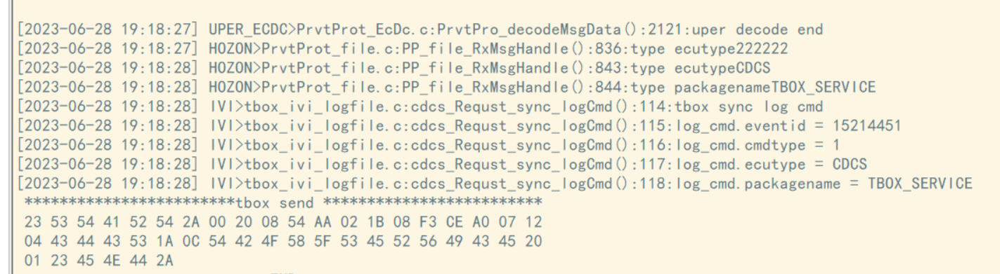 [2023-06-28 19:18:27] UPER_ECDC>PrvtProt_EcDc.c:PrvtPro_decodeMsgData():2121:uper decode end
[2023-06-28 19:18:27] HOZON>PrvtProt_file.c:PP_file_RxMsgHandle():836:type ecutype222222
[2023-06-28 19:18:28] HOZON>PrvtProt_file.c:PP_file_RxMsgHandle():843:type ecutypeCDCS
[2023-06-28 19:18:28] HOZON>PrvtProt_file.c:PP_file_RxMsgHandle():844:type packagenameTBOX_SERVICE
[2023-06-28 19:18:28] IVI>tbox_ivi_logfile.c:cdcs_Requst_sync_logCmd():114:tbox sync log cmd
[2023-06-28 19:18:28] IVI>tbox_ivi_logfile.c:cdcs_Requst_sync_logCmd():115:log_cmd.eventid = 15214451
[2023-06-28 19:18:28] IVI>tbox_ivi_logfile.c:cdcs_Requst_sync_logCmd():116:log_cmd.cmdtype = 1
[2023-06-28 19:18:28] IVI>tbox_ivi_logfile.c:cdcs_Requst_sync_logCmd():117:log_cmd.ecutype = CDCS
[2023-06-28 19:18:28] IVI>tbox_ivi_logfile.c:cdcs_Requst_sync_logCmd():118:log_cmd.packagename = TBOX_SERVICE
************************tbox send *************************
23 53 54 41 52 54 2A 00 20 08 54 AA 02 1B 08 F3 CE A0 07 12
04 43 44 43 53 1A 0C 54 42 4F 58 5F 53 45 52 56 49 43 45 20
01 23 45 4E 44 2A